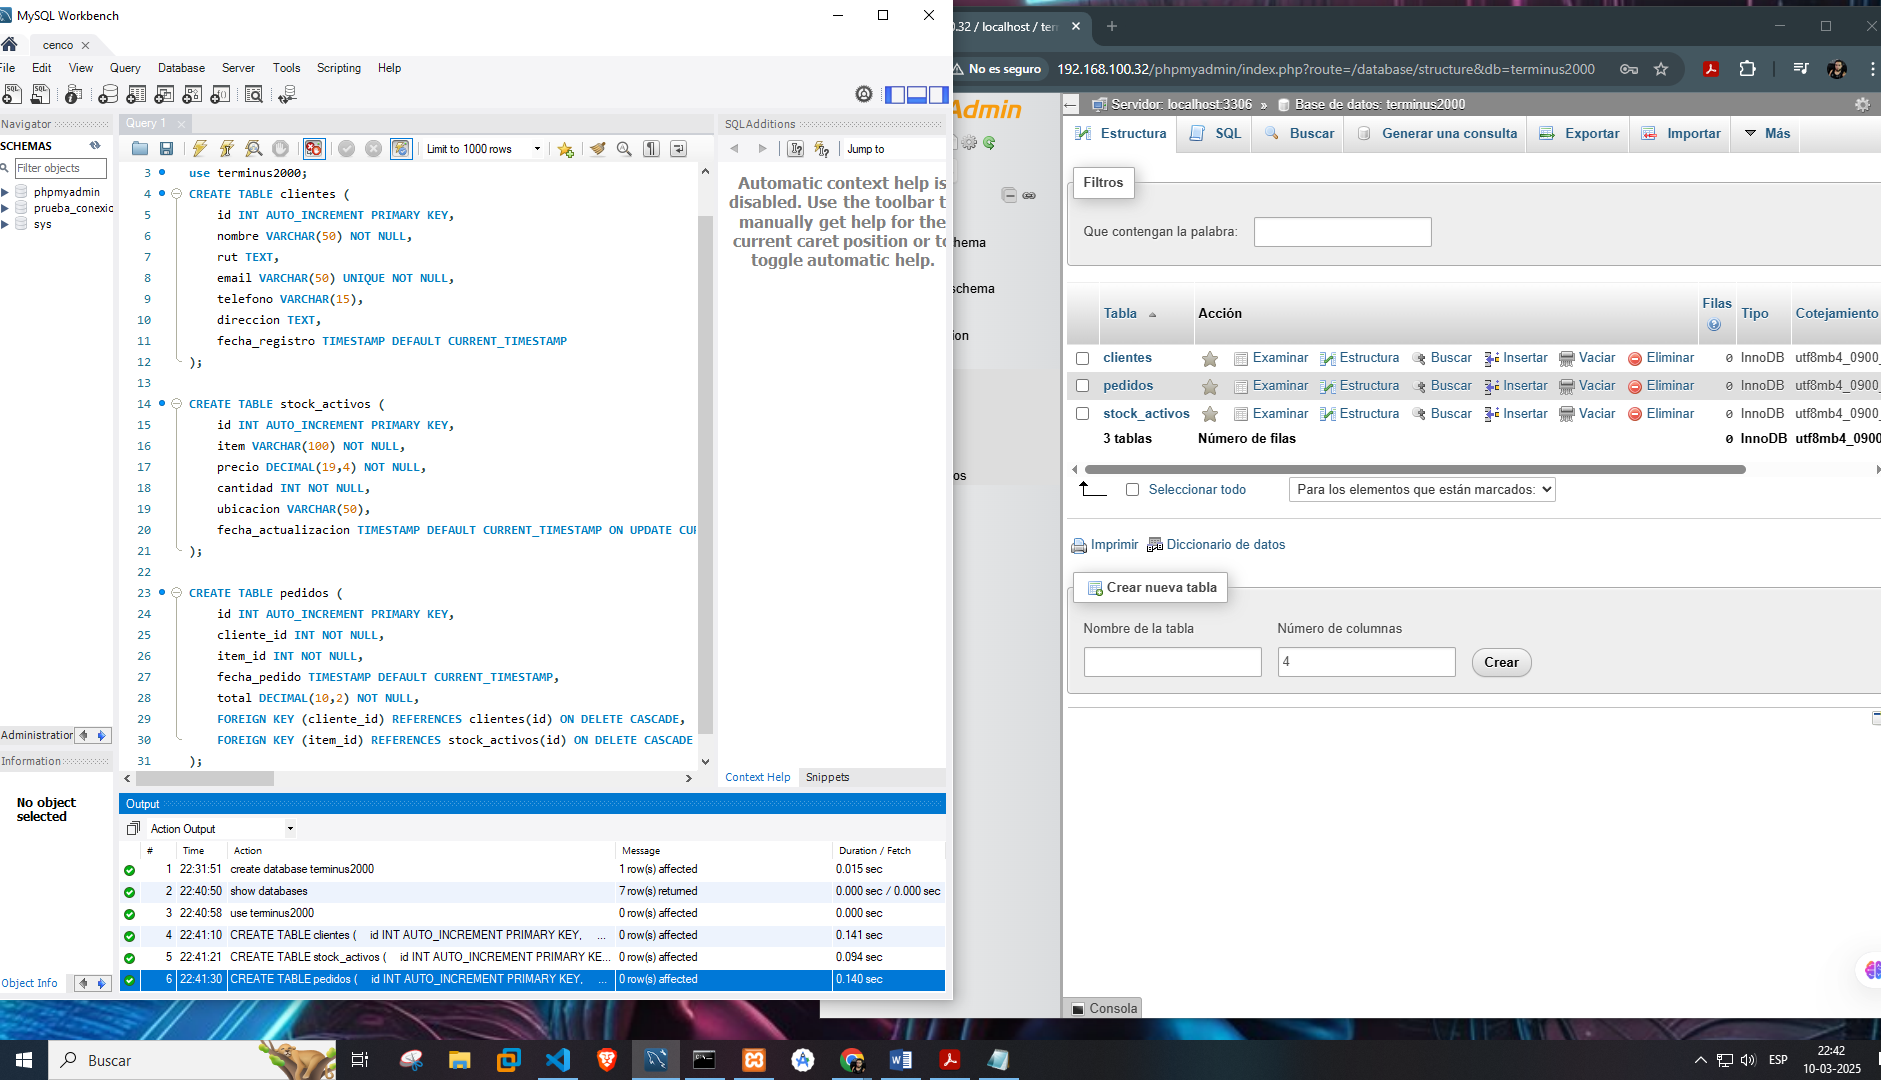 MySQL Workbench
cenco
File Edit View Query Database Server Tools Scripting Help
Navigator
SCHEMAS
Filter objects
phpmyadmin
prueba_conexio
sys
Administration
Information
No object
selected
Object Info
Query 1
Limit to 1000 rows
3 use terminus2000;
4 CREATE TABLE clientes (
5 id INT AUTO_INCREMENT PRIMARY KEY,
6 nombre VARCHAR(50) NOT NULL,
7 rut TEXT,
8 email VARCHAR(50) UNIQUE NOT NULL,
9 telefono VARCHAR(15),
10 direccion TEXT,
11 fecha_registro TIMESTAMP DEFAULT CURRENT_TIMESTAMP
12 );
13
14 CREATE TABLE stock_activos (
15 id INT AUTO_INCREMENT PRIMARY KEY,
16 item VARCHAR(100) NOT NULL,
17 precio DECIMAL(19,4) NOT NULL,
18 cantidad INT NOT NULL,
19 ubicacion VARCHAR(50),
20 fecha_actualizacion TIMESTAMP DEFAULT CURRENT_TIMESTAMP ON UPDATE CUR
21 );
22
23 CREATE TABLE pedidos (
24 id INT AUTO_INCREMENT PRIMARY KEY,
25 cliente_id INT NOT NULL,
26 item_id INT NOT NULL,
27 fecha_pedido TIMESTAMP DEFAULT CURRENT_TIMESTAMP,
28 total DECIMAL(10,2) NOT NULL,
29 FOREIGN KEY (cliente_id) REFERENCES clientes(id) ON DELETE CASCADE,
30 FOREIGN KEY (item_id) REFERENCES stock_activos(id) ON DELETE CASCADE
31 );
SQLAdditions
Jump to
Automatic context help is
disabled. Use the toolbar t
manually get help for the
current caret position or to
toggle automatic help.
Context Help Snippets
Output
Action Output
# Time Action Message Duration / Fetch
1 22:31:51 create database terminus2000 1 row(s) affected 0.015 sec
2 22:40:50 show databases 7 row(s) returned 0.000 sec / 0.000 sec
3 22:40:58 use terminus2000 0 row(s) affected 0.000 sec
4 22:41:10 CREATE TABLE clientes ( id INT AUTO_INCREMENT PRIMARY KEY, ... 0 row(s) affected 0.141 sec
5 22:41:21 CREATE TABLE stock_activos ( id INT AUTO_INCREMENT PRIMARY KE... 0 row(s) affected 0.094 sec
6 22:41:30 CREATE TABLE pedidos ( id INT AUTO_INCREMENT PRIMARY KEY, ... 0 row(s) affected 0.140 sec
0.32 / localhost / ter
No es seguro 192.168.100.32/phpmyadmin/index.php?route=/database/structure&db=terminus2000
Admin
hema
schema
ion
os
Servidor: localhost:3306 » Base de datos: terminus2000
Estructura SQL Buscar Generar una consulta Exportar Importar Más
Filtros
Que contengan la palabra:
Tabla Acción Filas Tipo Cotejamiento
clientes Examinar Estructura Buscar Insertar Vaciar Eliminar 0 InnoDB utf8mb4_0900_
pedidos Examinar Estructura Buscar Insertar Vaciar Eliminar 0 InnoDB utf8mb4_0900_
stock_activos Examinar Estructura Buscar Insertar Vaciar Eliminar 0 InnoDB utf8mb4_0900_
3 tablas Número de filas 0 InnoDB utf8mb4_0900
Seleccionar todo Para los elementos que están marcados:
Imprimir Diccionario de datos
Crear nueva tabla
Nombre de la tabla Número de columnas
4 Crear
Consola
Buscar
ESP 22:42
10-03-2025